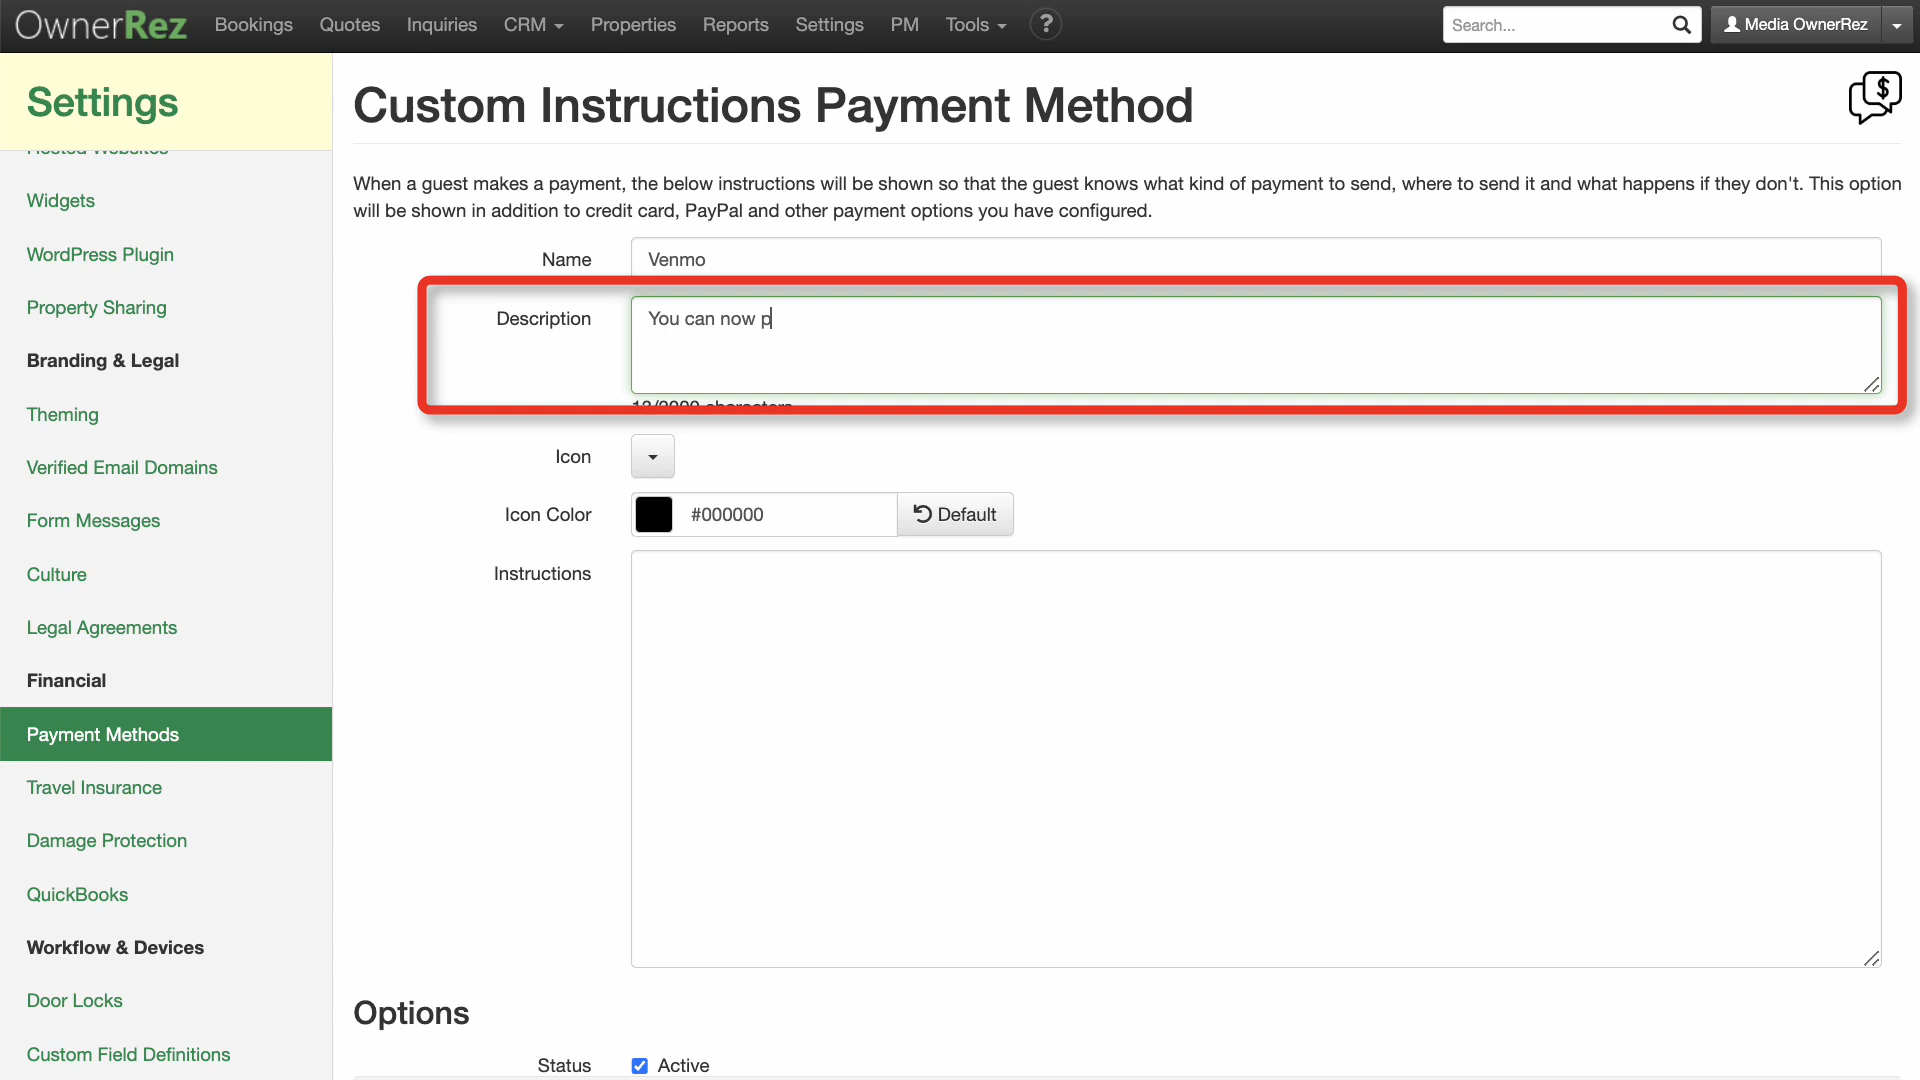 OwnerRez Bookings Quotes Inquiries CRM Properties Reports Settings PM Tools ? Search... Media OwnerRez
Settings
Hosted Websites
Widgets
WordPress Plugin
Property Sharing
Branding & Legal
Theming
Verified Email Domains
Form Messages
Culture
Legal Agreements
Financial
Payment Methods
Travel Insurance
Damage Protection
QuickBooks
Workflow & Devices
Door Locks
Custom Field Definitions
Custom Instructions Payment Method
$
When a guest makes a payment, the below instructions will be shown so that the guest knows what kind of payment to send, where to send it and what happens if they don't. This option
will be shown in addition to credit card, PayPal and other payment options you have configured.
Name Venmo
Description You can now p
characters
Icon
Icon Color #000000 Default
Instructions
Options
Status Active